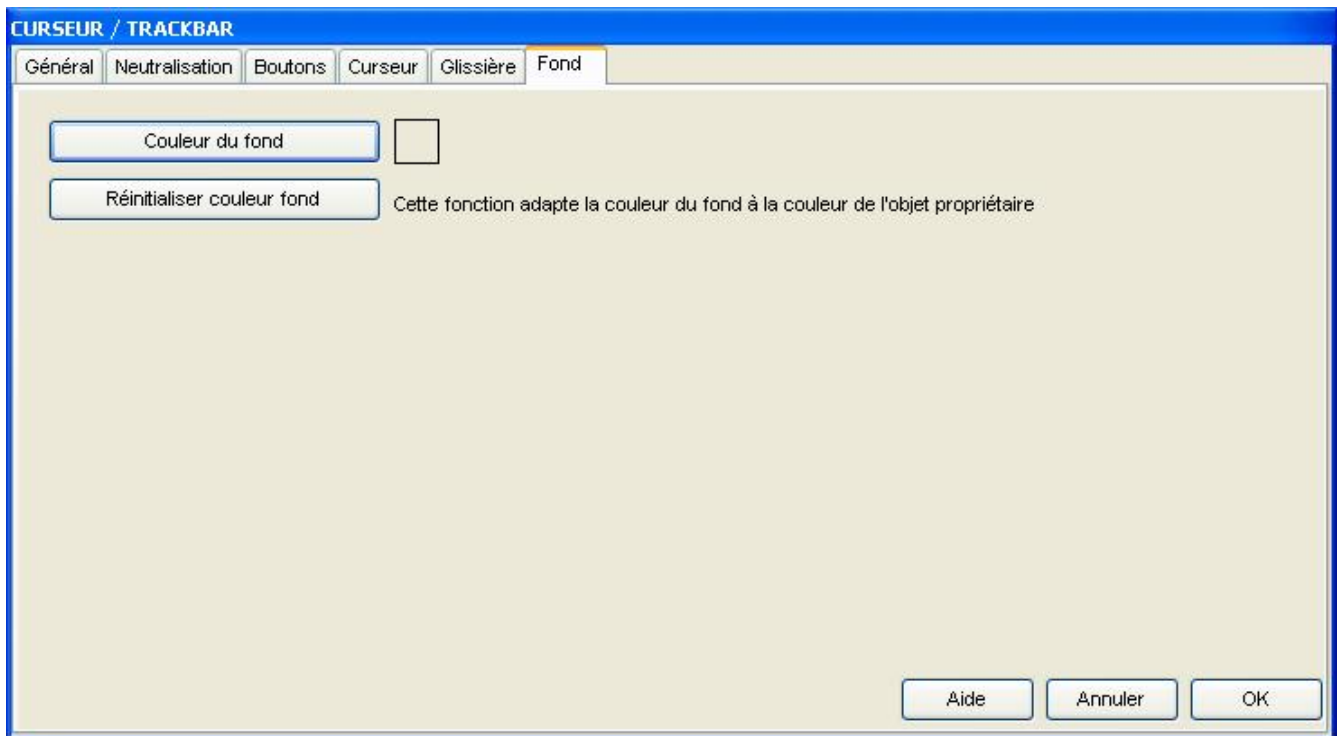 CURSEUR / TRACKBAR
Général Neutralisation Boutons Curseur Glissière Fond
Couleur du fond
Réinitialiser couleur fond Cette fonction adapte la couleur du fond à la couleur de l'objet propriétaire
Aide Annuler OK